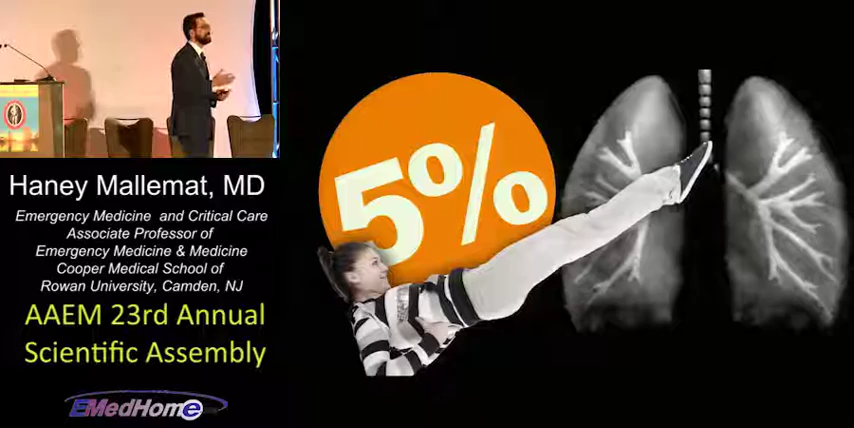 5%
Haney Mallemat, MD
Emergency Medicine and Critical Care
Associate Professor of
Emergency Medicine & Medicine
Cooper Medical School of
Rowan University, Camden, NJ
AAEM 23rd Annual
Scientific Assembly
EMedHome